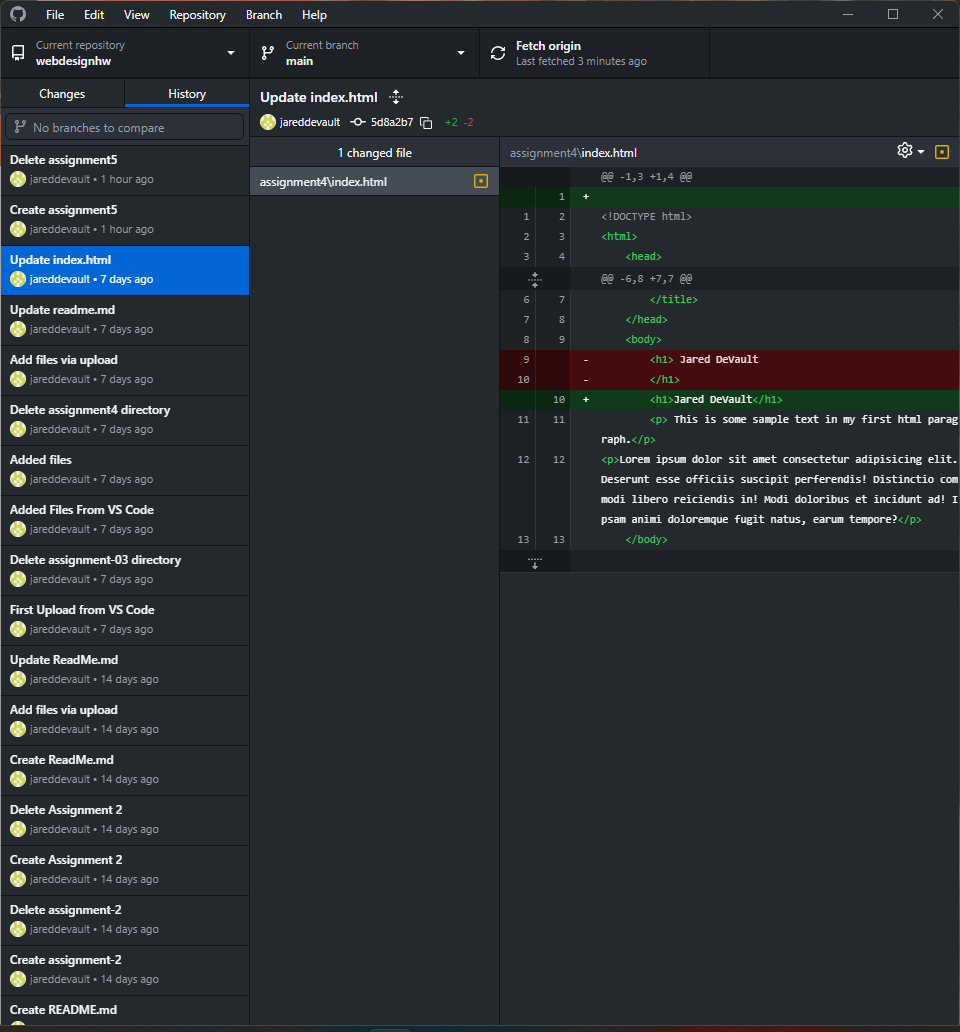 File Edit View Repository Branch Help
Current repository
webdesignhw
Current branch
main
Fetch origin
Last fetched 3 minutes ago
Changes History
No branches to compare
Delete assignment5
jareddevault • 1 hour ago
Create assignment5
jareddevault • 1 hour ago
Update index.html
jareddevault • 7 days ago
Update readme.md
jareddevault • 7 days ago
Add files via upload
jareddevault • 7 days ago
Delete assignment4 directory
jareddevault • 7 days ago
Added files
jareddevault • 7 days ago
Added Files From VS Code
jareddevault • 7 days ago
Delete assignment-03 directory
jareddevault • 7 days ago
First Upload from VS Code
jareddevault • 7 days ago
Update ReadMe.md
jareddevault • 14 days ago
Add files via upload
jareddevault • 14 days ago
Create ReadMe.md
jareddevault • 14 days ago
Delete Assignment 2
jareddevault • 14 days ago
Create Assignment 2
jareddevault • 14 days ago
Delete assignment-2
jareddevault • 14 days ago
Create assignment-2
jareddevault • 14 days ago
Create README.md
Update index.html
jareddevault 5d8a2b7 +2 -2
1 changed file
assignment4\index.html
assignment4\index.html
@@ -1,3 +1,4 @@
1 +
1 2 <!DOCTYPE html>
2 3 <html>
3 4 <head>
@@ -6,8 +7,7 @@
6 7 </title>
7 8 </head>
8 9 <body>
9 - <h1> Jared DeVault
10 - </h1>
10 + <h1>Jared DeVault</h1>
11 11 <p> This is some sample text in my first html parag
raph.</p>
12 12 <p>Lorem ipsum dolor sit amet consectetur adipisicing elit.
Deserunt esse officiis suscipit perferendis! Distinctio com
modi libero reiciendis in! Modi doloribus et incidunt ad! I
psam animi doloremque fugit natus, earum tempore?</p>
13 13 </body>